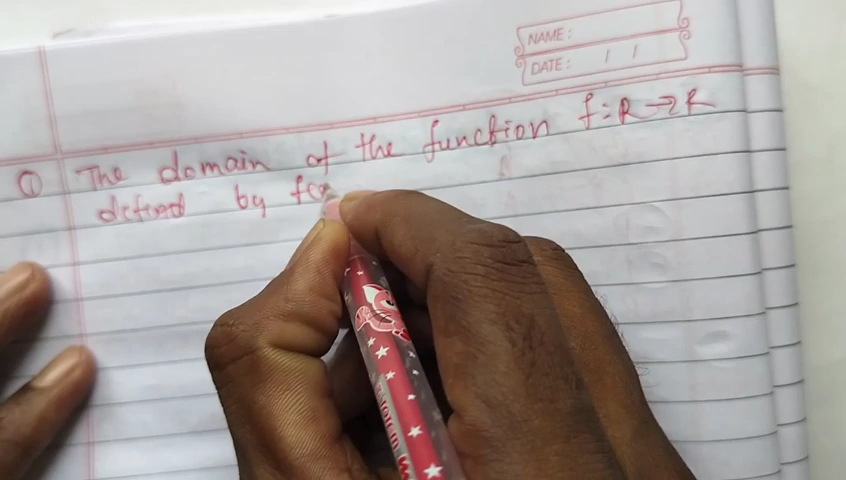 NAME :
DATE : / /
① The domain of the function f: R → R
defined by f(